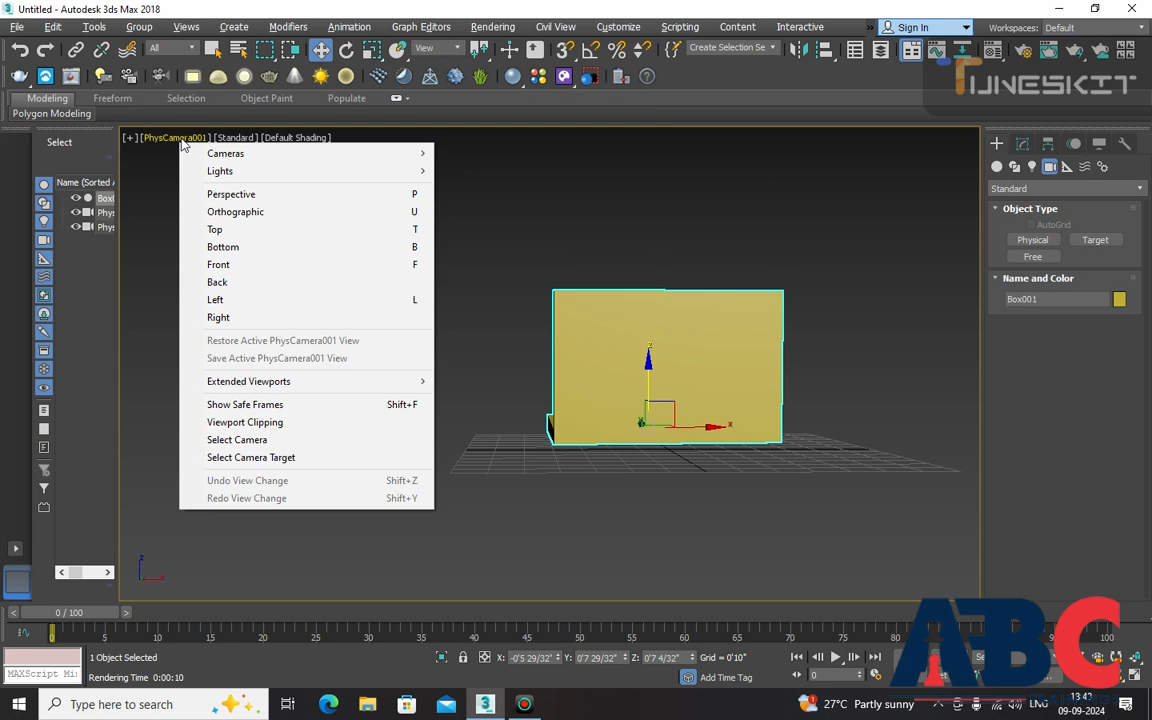 Untitled - Autodesk 3ds Max 2018
File Edit Tools Group Views Create Modifiers Animation Graph Editors Rendering Civil View Customize Scripting Content Interactive » Sign In Workspaces: Default
All View Create Selection Se
TUNESKIT
Modeling Freeform Selection Object Paint Populate
Polygon Modeling
Select
[+] [PhysCamera001] [Standard] [Default Shading]
Name (Sorted A
Box0
Phys
Phys
Cameras
Lights
Perspective P
Orthographic U
Top T
Bottom B
Front F
Back
Left L
Right
Restore Active PhysCamera001 View
Save Active PhysCamera001 View
Extended Viewports
Show Safe Frames Shift+F
Viewport Clipping
Select Camera
Select Camera Target
Undo View Change Shift+Z
Redo View Change Shift+Y
z
x
z
Standard
Object Type
AutoGrid
Physical Target
Free
Name and Color
Box001
< 0 / 100 >
0 5 10 15 20 25 30 35 40 45 50 55 60 65 70 75 80 100
1 Object Selected
X: -0'5 29/32" Y: 0'7 29/32" Z: 0'7 4/32" Grid = 0'10"
MAXScript Mi:
Rendering Time 0:00:10
Add Time Tag
0
ABC
Type here to search
27°C Partly sunny
ENG
13:42
09-09-2024